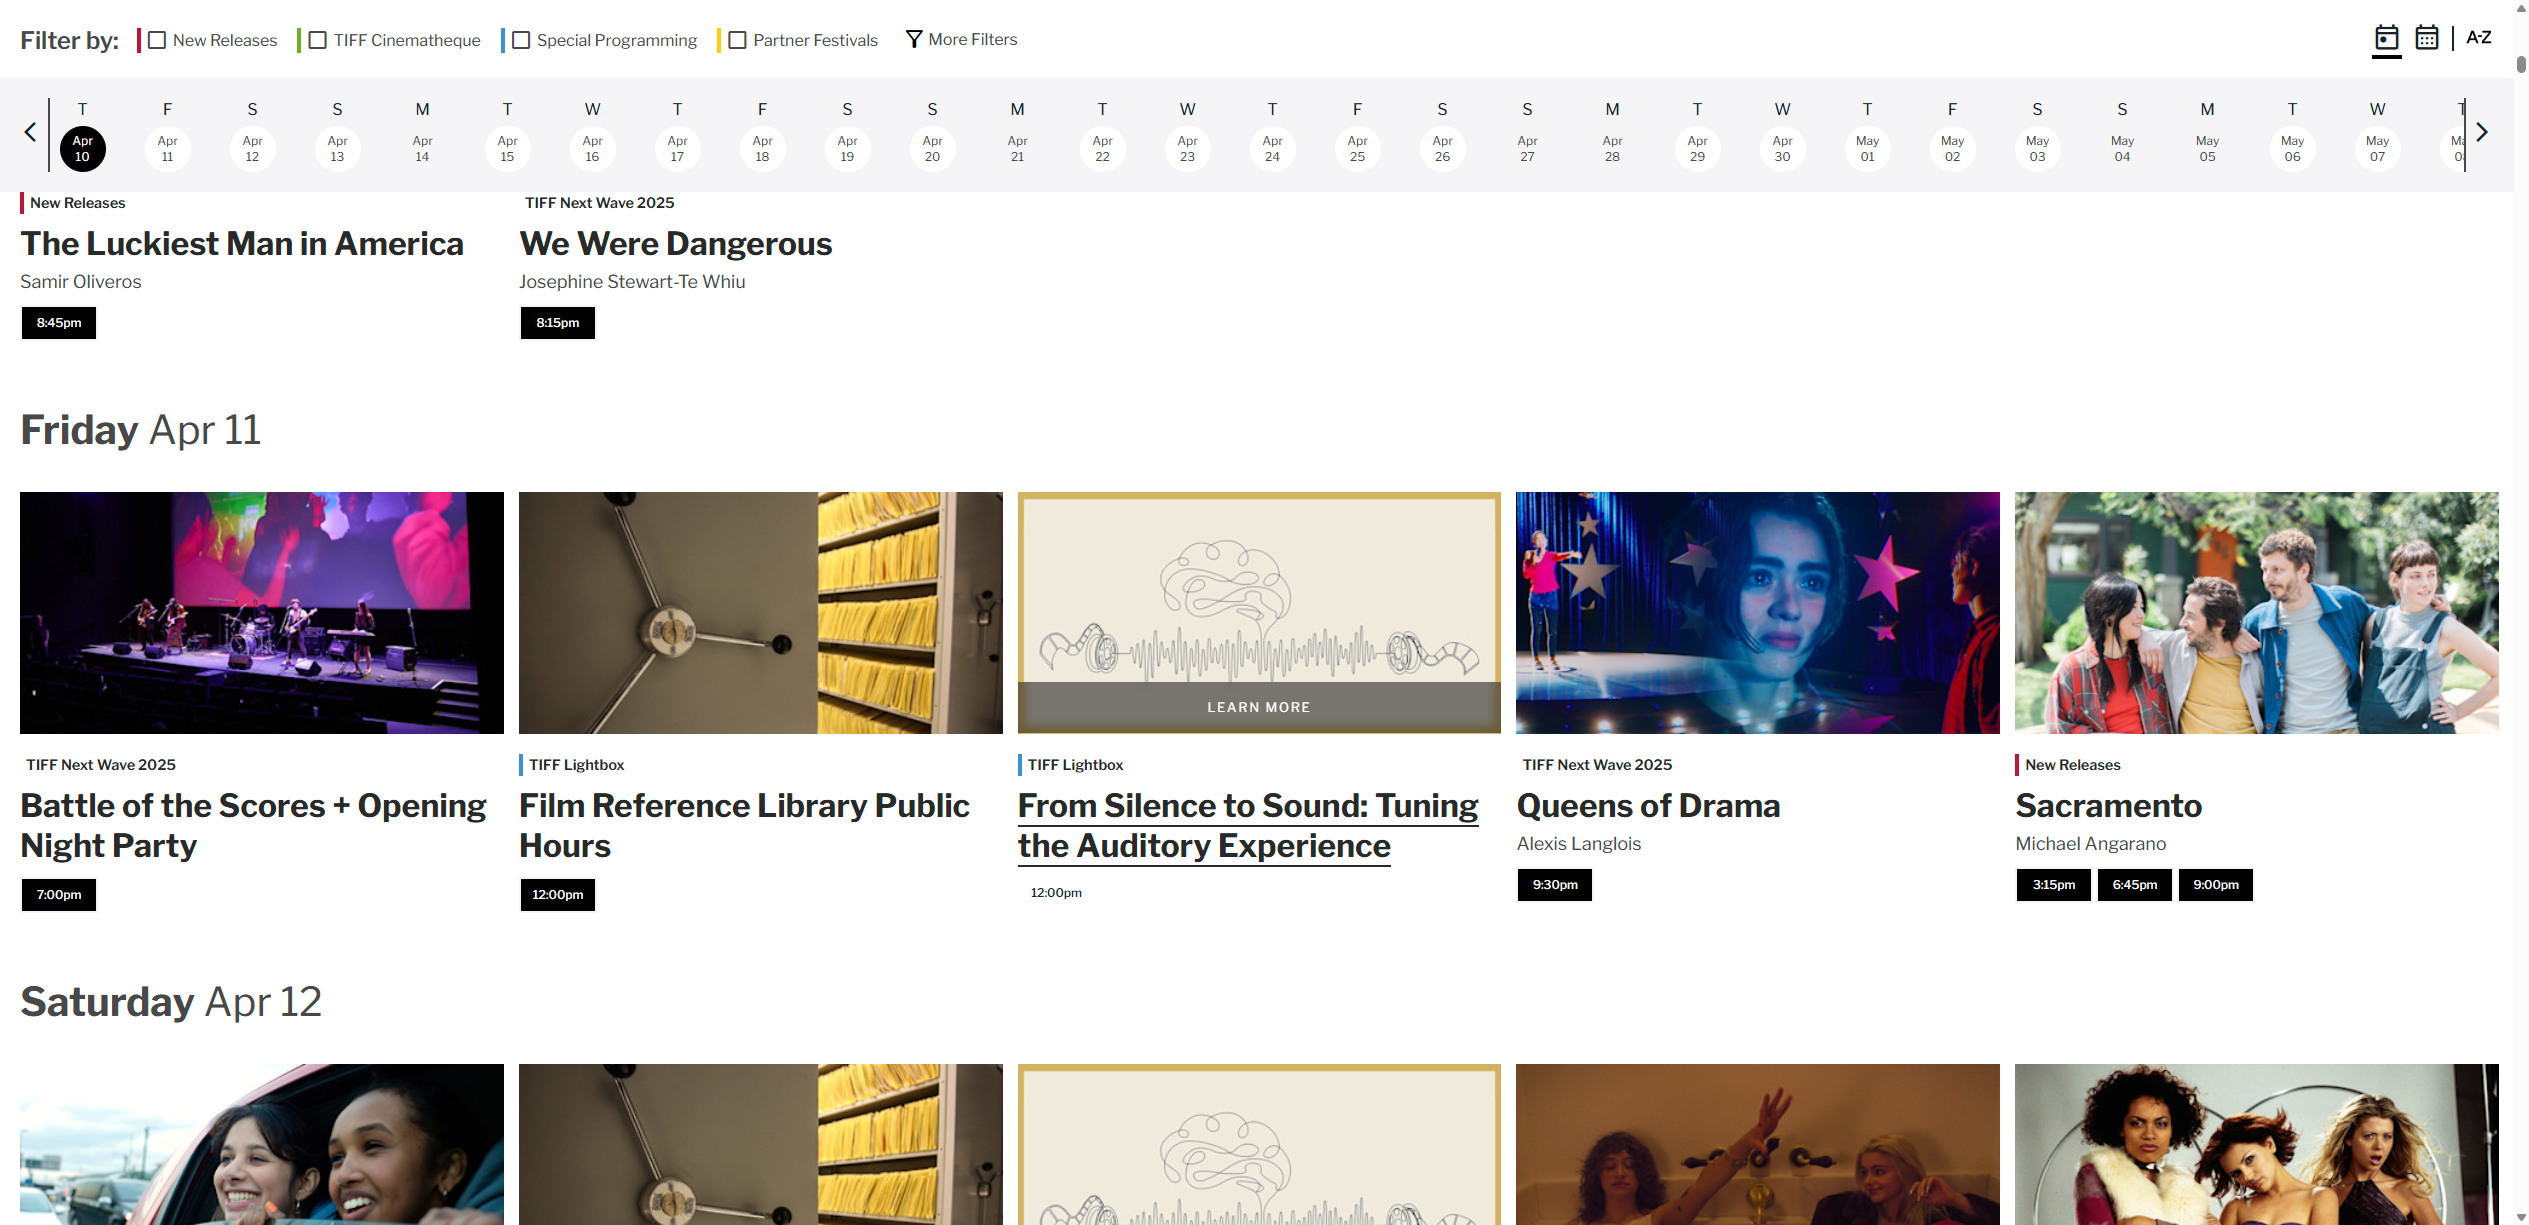 Filter by: New Releases TIFF Cinematheque Special Programming Partner Festivals More Filters A-Z
T F S S M T W T F S S M T W T F S S M T W T F S S M T W T
Apr 10 Apr 11 Apr 12 Apr 13 Apr 14 Apr 15 Apr 16 Apr 17 Apr 18 Apr 19 Apr 20 Apr 21 Apr 22 Apr 23 Apr 24 Apr 25 Apr 26 Apr 27 Apr 28 Apr 29 Apr 30 May 01 May 02 May 03 May 04 May 05 May 06 May 07
New Releases
The Luckiest Man in America
Samir Oliveros
8:45pm
TIFF Next Wave 2025
We Were Dangerous
Josephine Stewart-Te Whiu
8:15pm
Friday Apr 11
TIFF Next Wave 2025
Battle of the Scores + Opening
Night Party
7:00pm
TIFF Lightbox
Film Reference Library Public
Hours
12:00pm
LEARN MORE
TIFF Lightbox
From Silence to Sound: Tuning
the Auditory Experience
12:00pm
TIFF Next Wave 2025
Queens of Drama
Alexis Langlois
9:30pm
New Releases
Sacramento
Michael Angarano
3:15pm 6:45pm 9:00pm
Saturday Apr 12